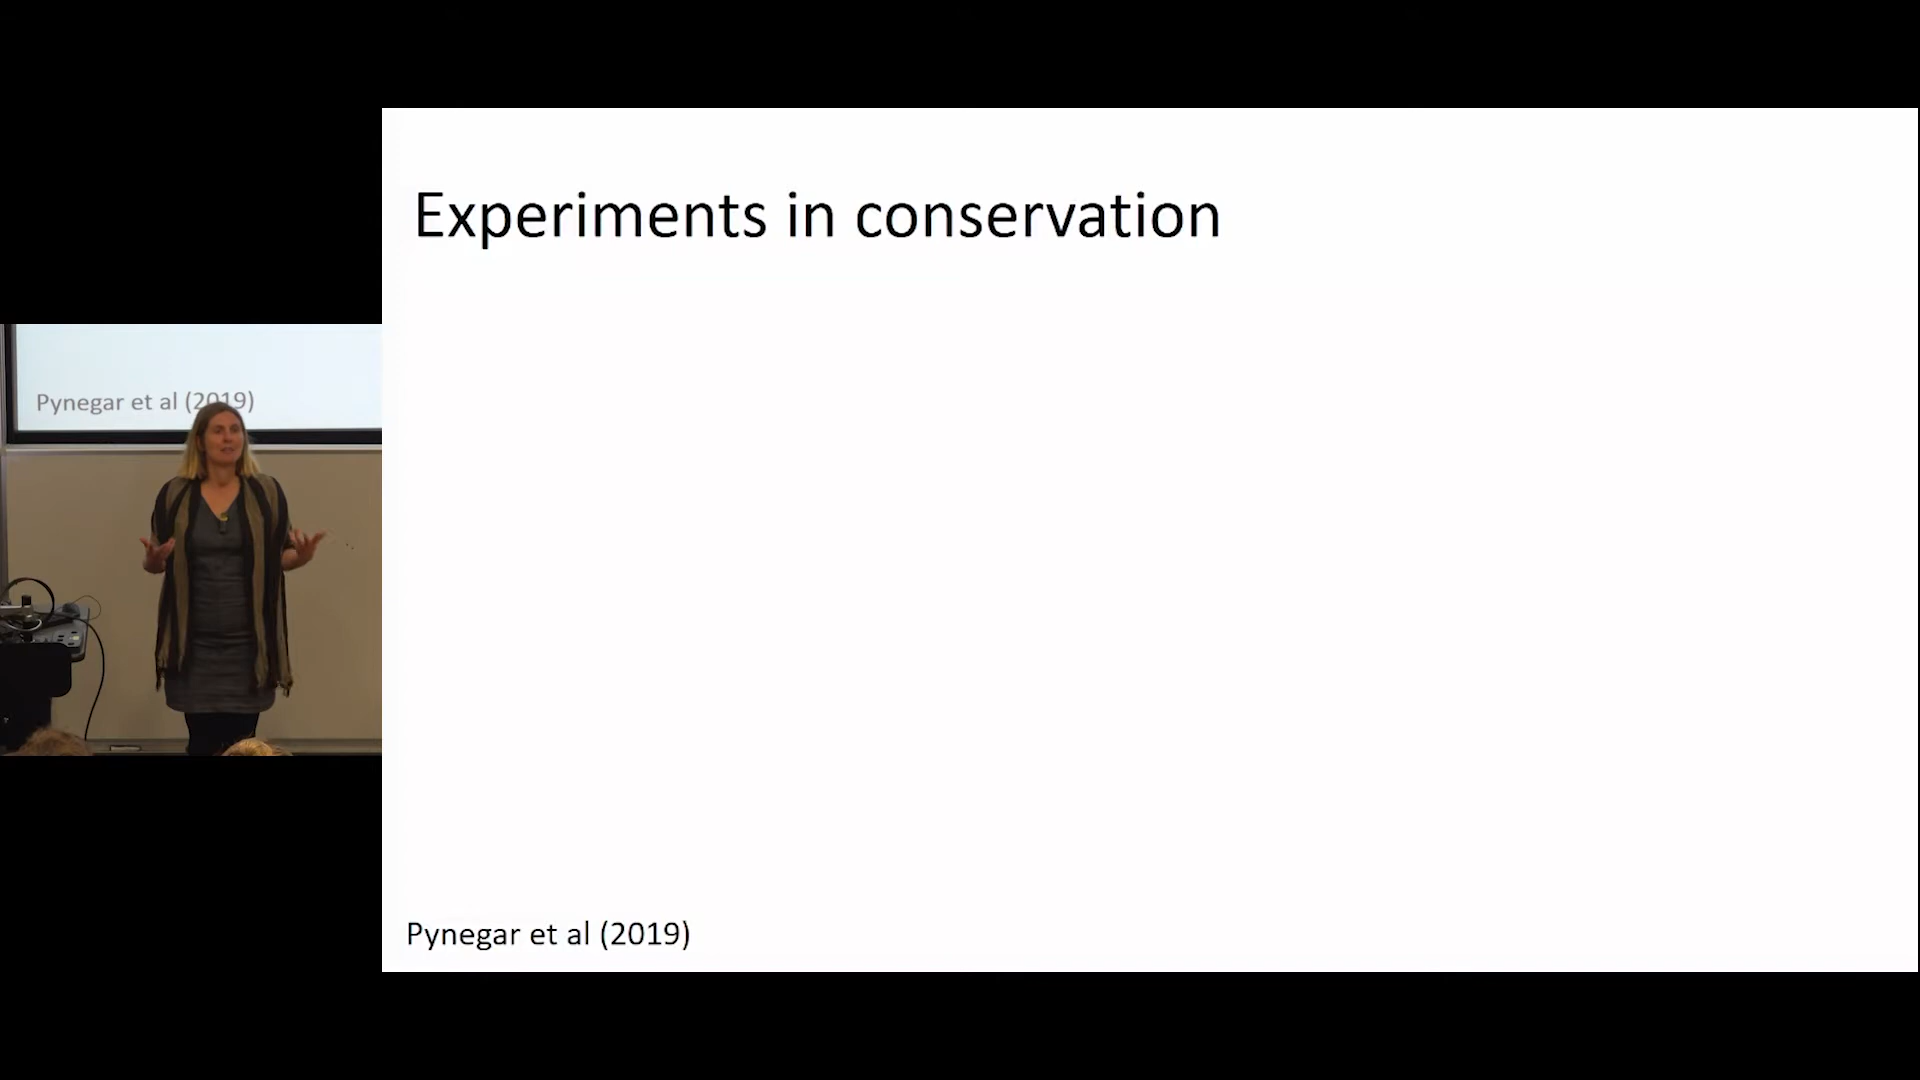 Experiments in conservation
Pynegar et al (2019)
Pynegar et al (2019)